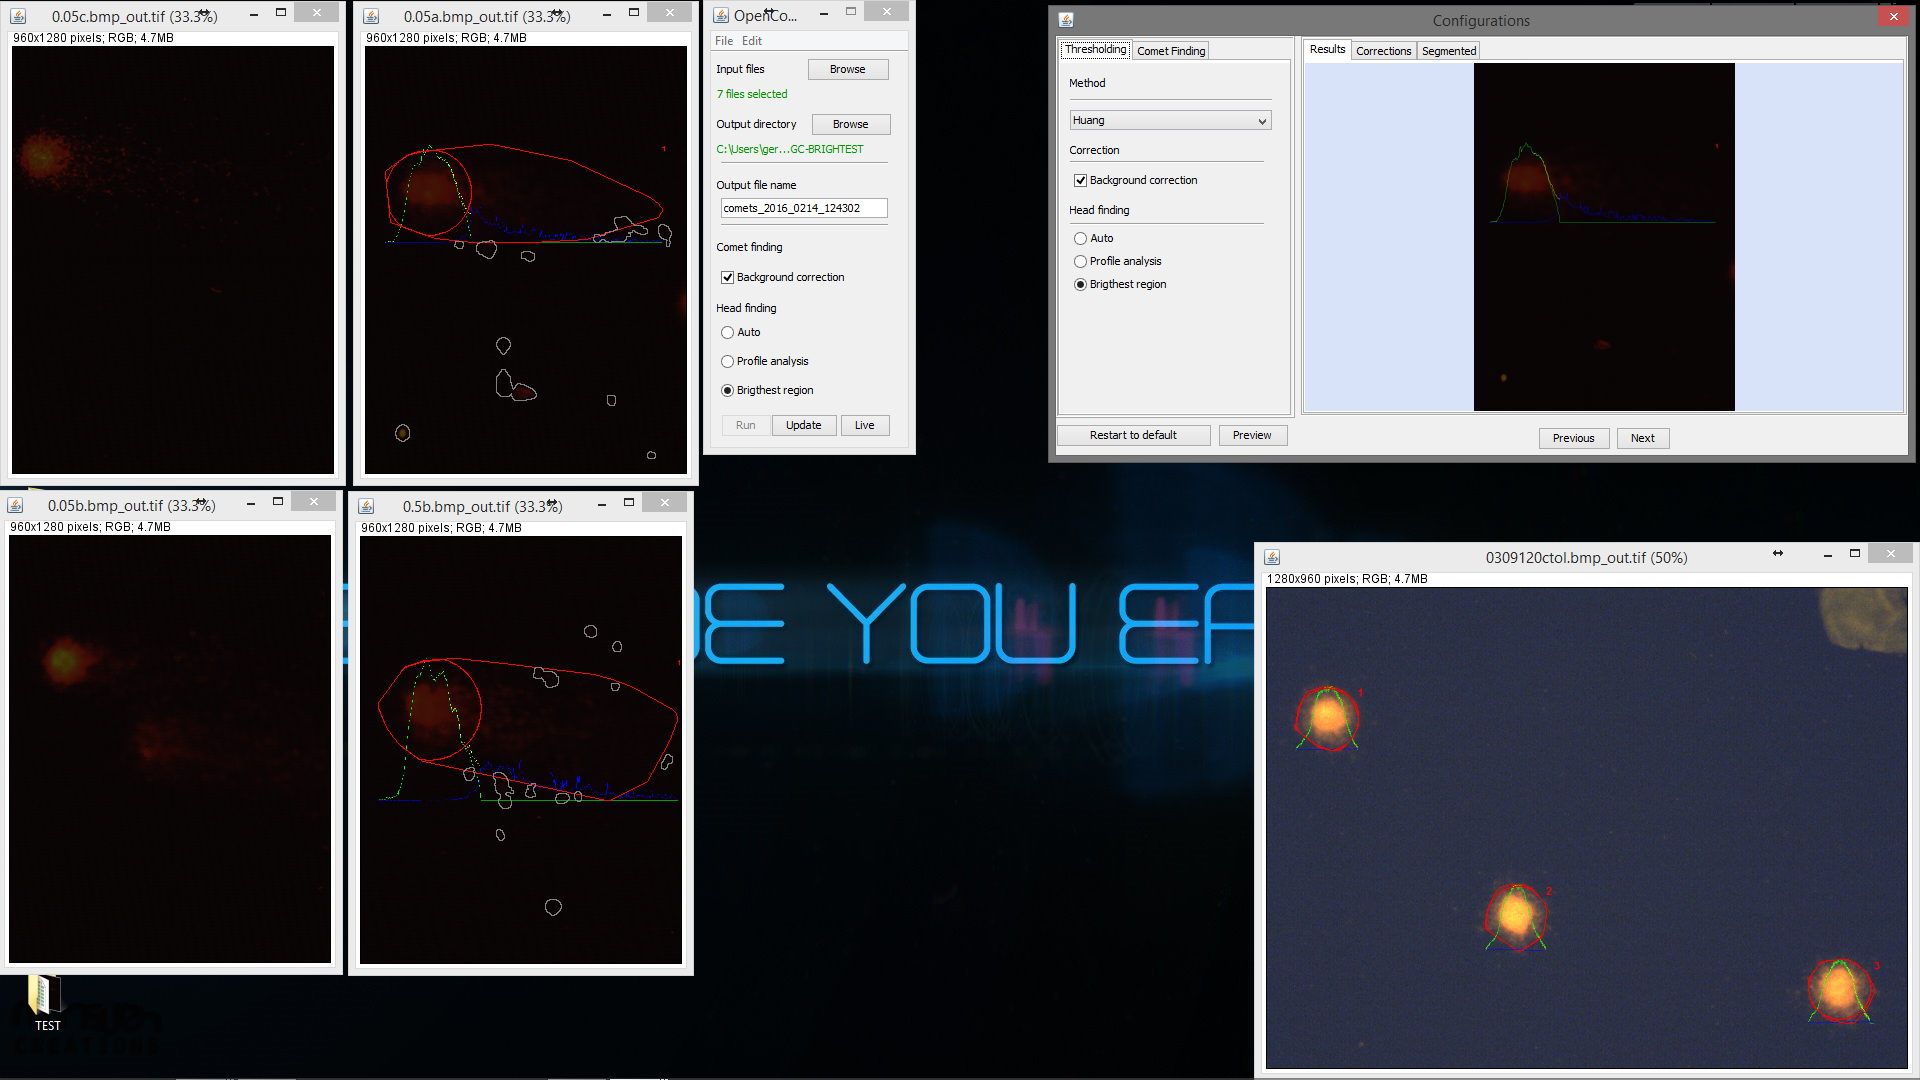 0.05c.bmp_out.tif (33.3%)
960x1280 pixels; RGB; 4.7MB
0.05a.bmp_out.tif (33.3%)
960x1280 pixels; RGB; 4.7MB
1
OpenCo...
File Edit
Input files Browse
7 files selected
Output directory Browse
C:\Users\ger...GC-BRIGHTEST
Output file name
comets_2016_0214_124302
Comet finding
Background correction
Head finding
Auto
Profile analysis
Brigthest region
Run Update Live
Configurations
Thresholding Comet Finding
Method
Huang
Correction
Background correction
Head finding
Auto
Profile analysis
Brigthest region
Restart to default Preview
Results Corrections Segmented
Previous Next
0.05b.bmp_out.tif (33.3%)
960x1280 pixels; RGB; 4.7MB
0.5b.bmp_out.tif (33.3%)
960x1280 pixels; RGB; 4.7MB
YOU
0309120ctol.bmp_out.tif (50%)
1280x960 pixels; RGB; 4.7MB
1
2
3
TEST
CREATIONS